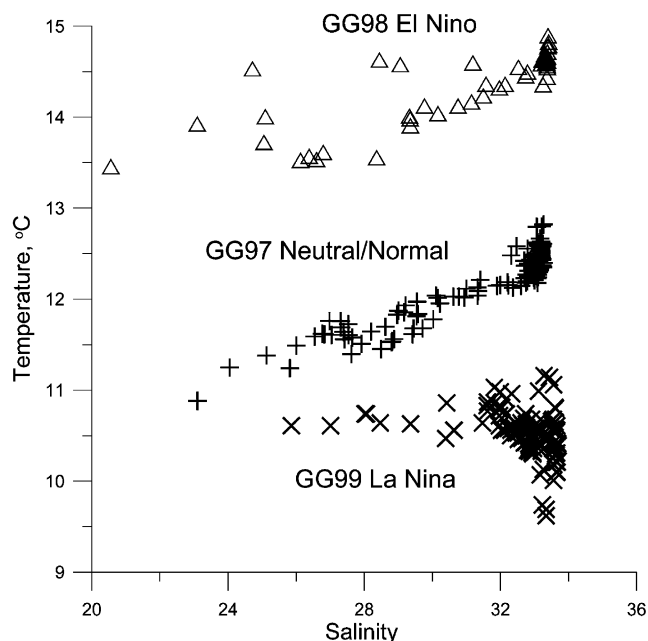 GG98 El Nino
15
14
13
GG97 Neutral/Normal
Temperature, °C
12
11
10
GG99 La Nina
9
20 24 28 32 36
Salinity